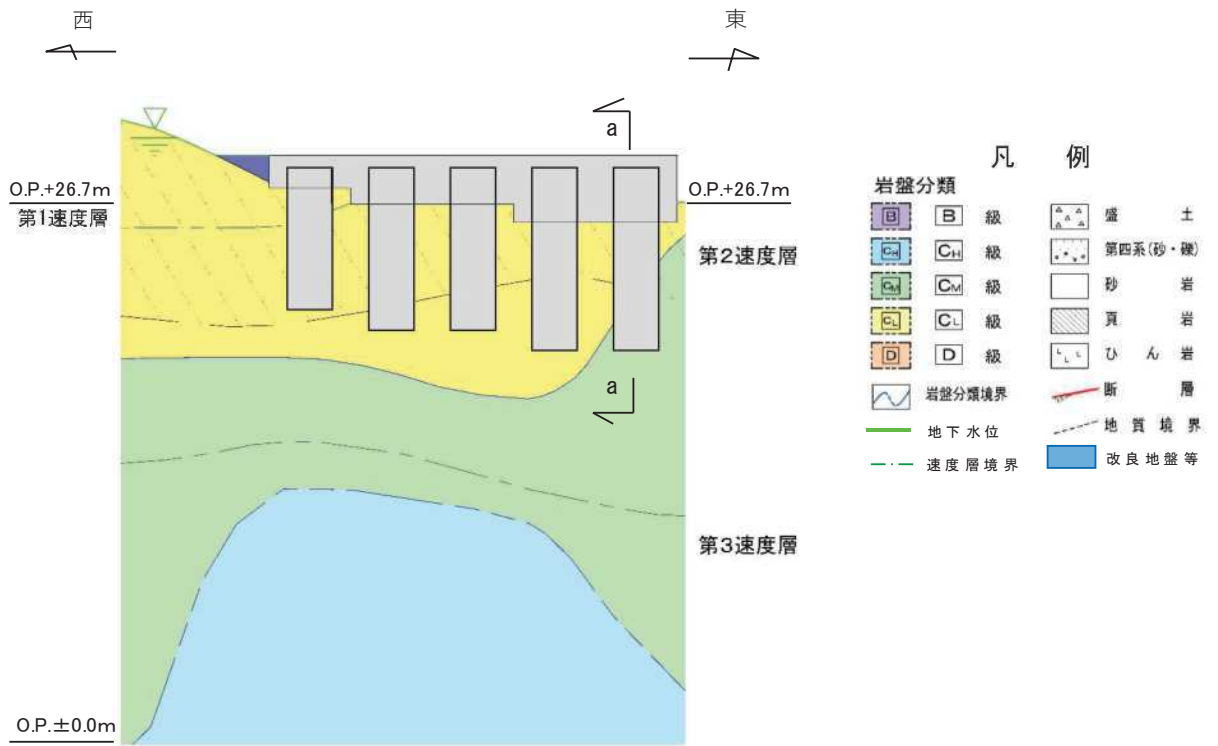 西
東
a
O.P.+26.7m
O.P.+26.7m
第1速度層
第2速度層
a
第3速度層
O.P.±0.0m
凡 例
岩盤分類
B B 級 盛 土
CH CH 級 第四系(砂・礫)
CM CM 級 砂 岩
CL CL 級 頁 岩
D D 級 ひ ん 岩
岩盤分類境界 断 層
地下水位 地質境界
速度層境界 改良地盤等